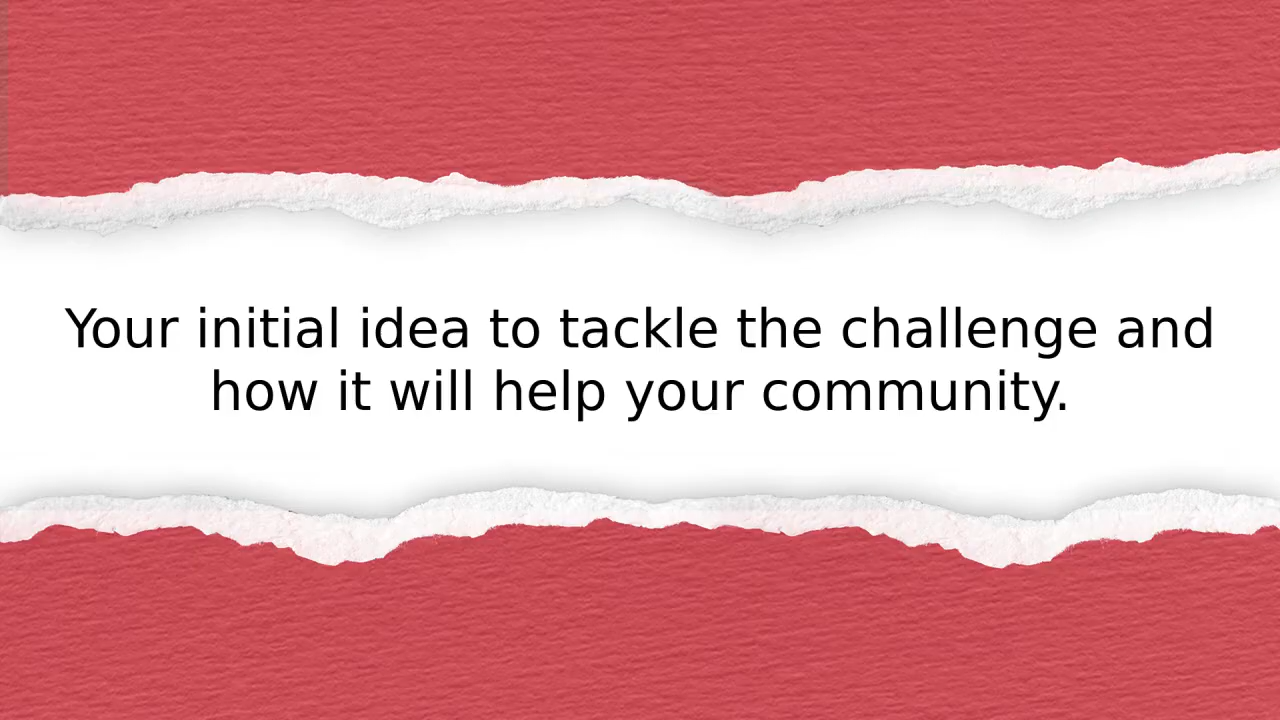 Your initial idea to tackle the challenge and
how it will help your community.